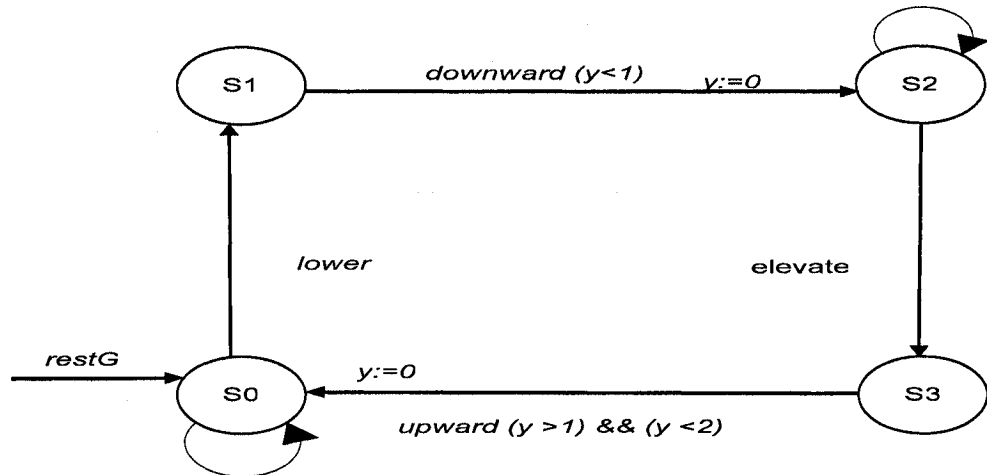 S1
downward (y<1)
y:=0
S2
lower
elevate
restG
S0
y:=0
S3
upward (y >1) && (y <2)